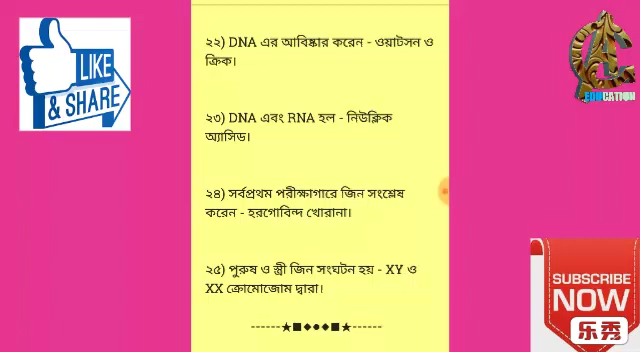 LIKE
& SHARE
২২) DNA এর আবিষ্কার করেন - ওয়াটসন ও
ক্রিক।
২৩) DNA এবং RNA হল - নিউক্লিক
অ্যাসিড।
২৪) সর্বপ্রথম পরীক্ষাগারে জিন সংশ্লেষ
করেন - হরগোবিন্দ খোরানা।
২৫) পুরুষ ও স্ত্রী জিন সংঘটন হয় - XY ও
XX ক্রোমোজোম দ্বারা।
------★■◆●◆■★------
EDUCATION
SUBSCRIBE
NOW
乐秀